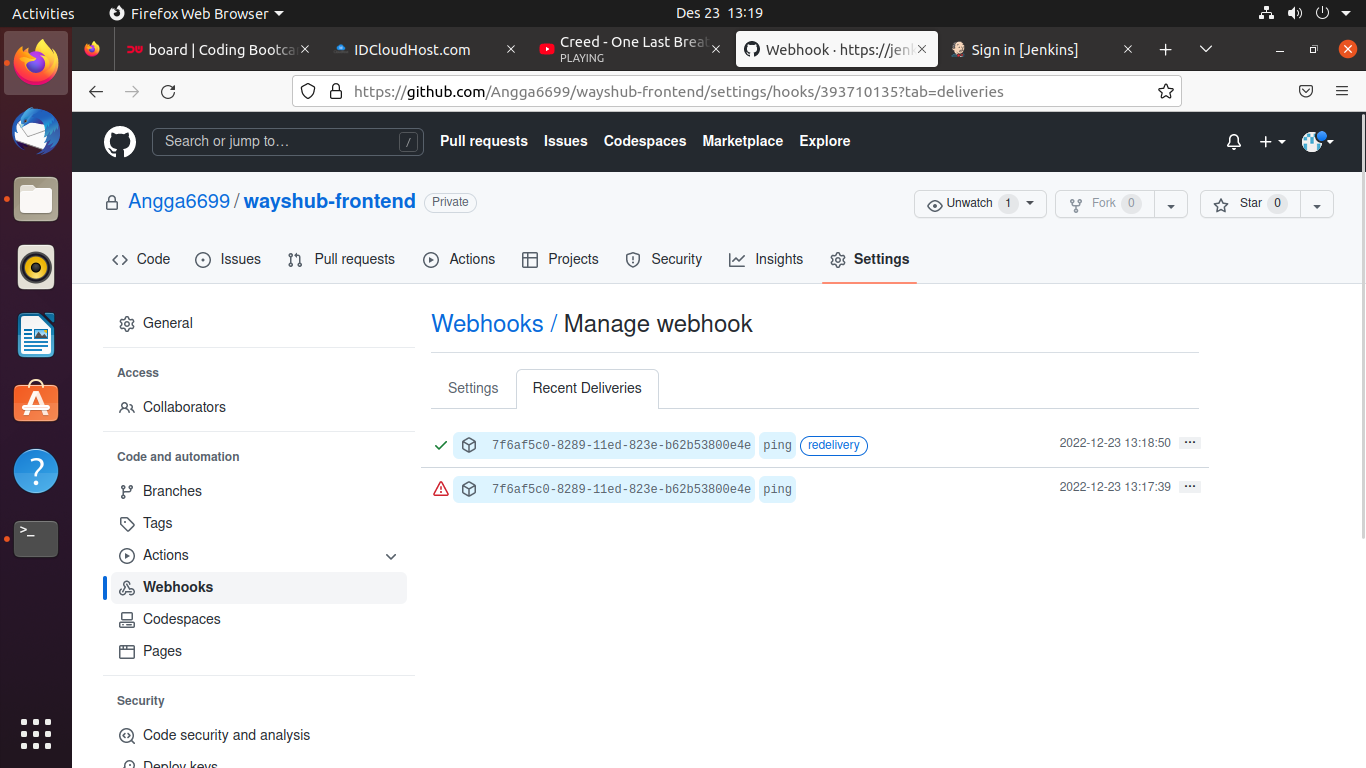 Activities
Firefox Web Browser
Des 23 13:19
board | Coding Bootca
IDCloudHost.com
Creed - One Last Breat
PLAYING
Webhook · https://jenk
Sign in [Jenkins]
https://github.com/Angga6699/wayshub-frontend/settings/hooks/393710135?tab=deliveries
Search or jump to…
/
Pull requests
Issues
Codespaces
Marketplace
Explore
Angga6699 / wayshub-frontend
Private
Unwatch 1
Fork 0
Star 0
Code
Issues
Pull requests
Actions
Projects
Security
Insights
Settings
General
Access
Collaborators
Code and automation
Branches
Tags
Actions
Webhooks
Codespaces
Pages
Security
Code security and analysis
Deploy keys
Webhooks / Manage webhook
Settings
Recent Deliveries
7f6af5c0-8289-11ed-823e-b62b53800e4e ping redelivery 2022-12-23 13:18:50
7f6af5c0-8289-11ed-823e-b62b53800e4e ping 2022-12-23 13:17:39